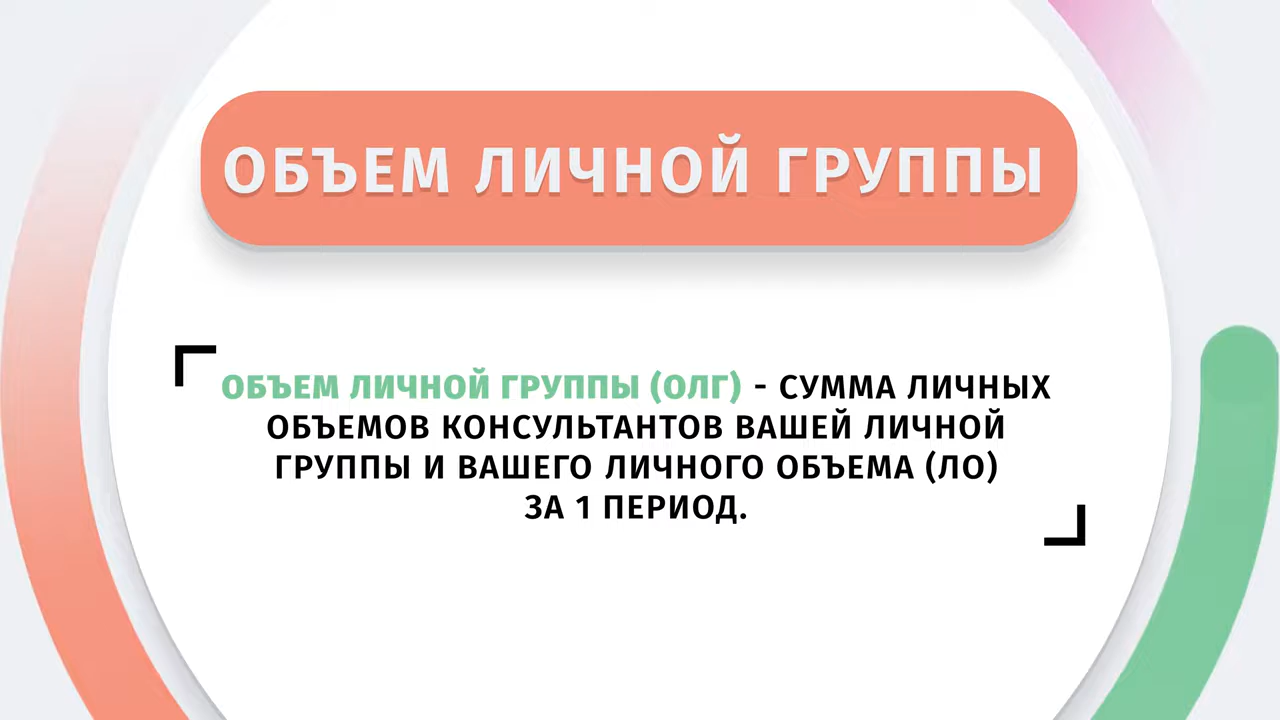 ОБЪЕМ ЛИЧНОЙ ГРУППЫ
ОБЪЕМ ЛИЧНОЙ ГРУППЫ (ОЛГ) - СУММА ЛИЧНЫХ
ОБЪЕМОВ КОНСУЛЬТАНТОВ ВАШЕЙ ЛИЧНОЙ
ГРУППЫ И ВАШЕГО ЛИЧНОГО ОБЪЕМА (ЛО)
ЗА 1 ПЕРИОД.